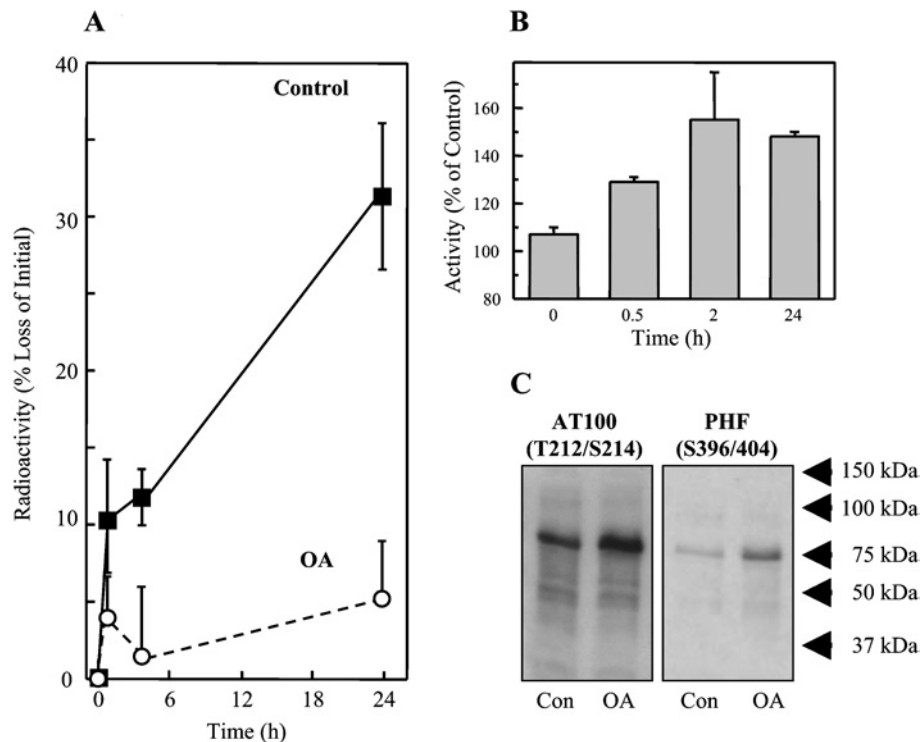 A
Radioactivity (% Loss of Initial)
40
30
20
10
0
Control
OA
0 6 12 18 24
Time (h)
B
Activity (% of Control)
160
140
120
100
80
0 0.5 2 24
Time (h)
C
AT100 PHF
(T212/S214) (S396/404)
150 kDa
100 kDa
75 kDa
50 kDa
37 kDa
Con OA Con OA